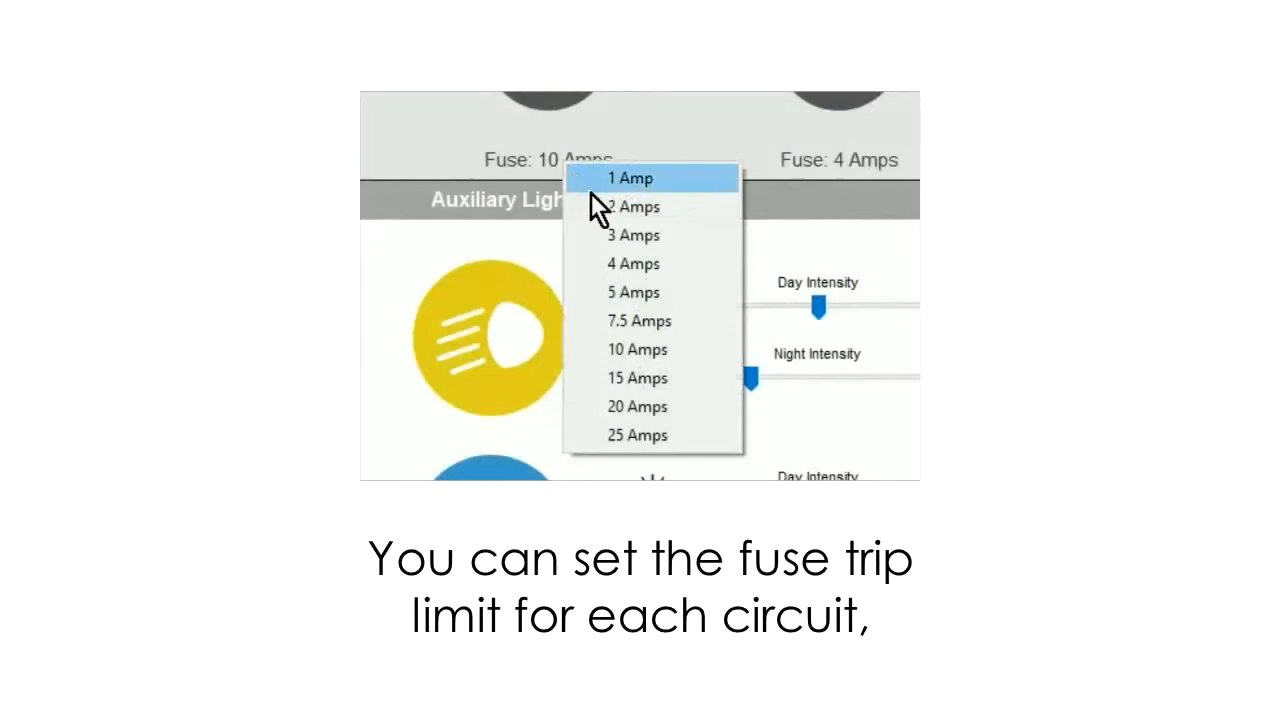 Fuse: 10 Amps
Fuse: 4 Amps
1 Amp
Auxiliary Ligh
2 Amps
3 Amps
4 Amps
Day Intensity
5 Amps
7.5 Amps
10 Amps
Night Intensity
15 Amps
20 Amps
25 Amps
Day Intensity
You can set the fuse trip
limit for each circuit,